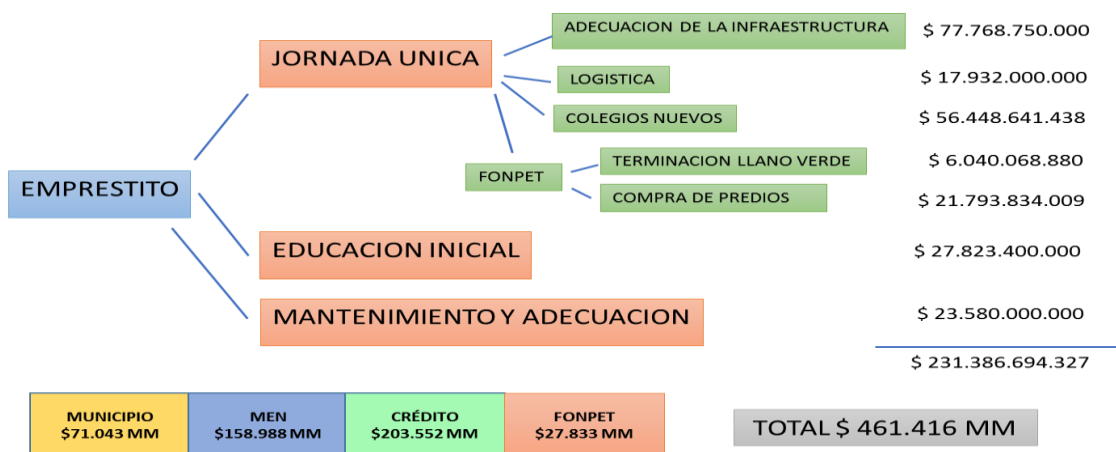 ADECUACION DE LA INFRAESTRUCTURA $ 77.768.750.000
JORNADA UNICA
LOGISTICA $ 17.932.000.000
COLEGIOS NUEVOS $ 56.448.641.438
TERMINACION LLANO VERDE $ 6.040.068.880
FONPET
EMPRESTITO
COMPRA DE PREDIOS $ 21.793.834.009
EDUCACION INICIAL $ 27.823.400.000
MANTENIMIENTO Y ADECUACION $ 23.580.000.000
$ 231.386.694.327
MUNICIPIO
$71.043 MM
MEN
$158.988 MM
CRÉDITO
$203.552 MM
FONPET
$27.833 MM
TOTAL $ 461.416 MM